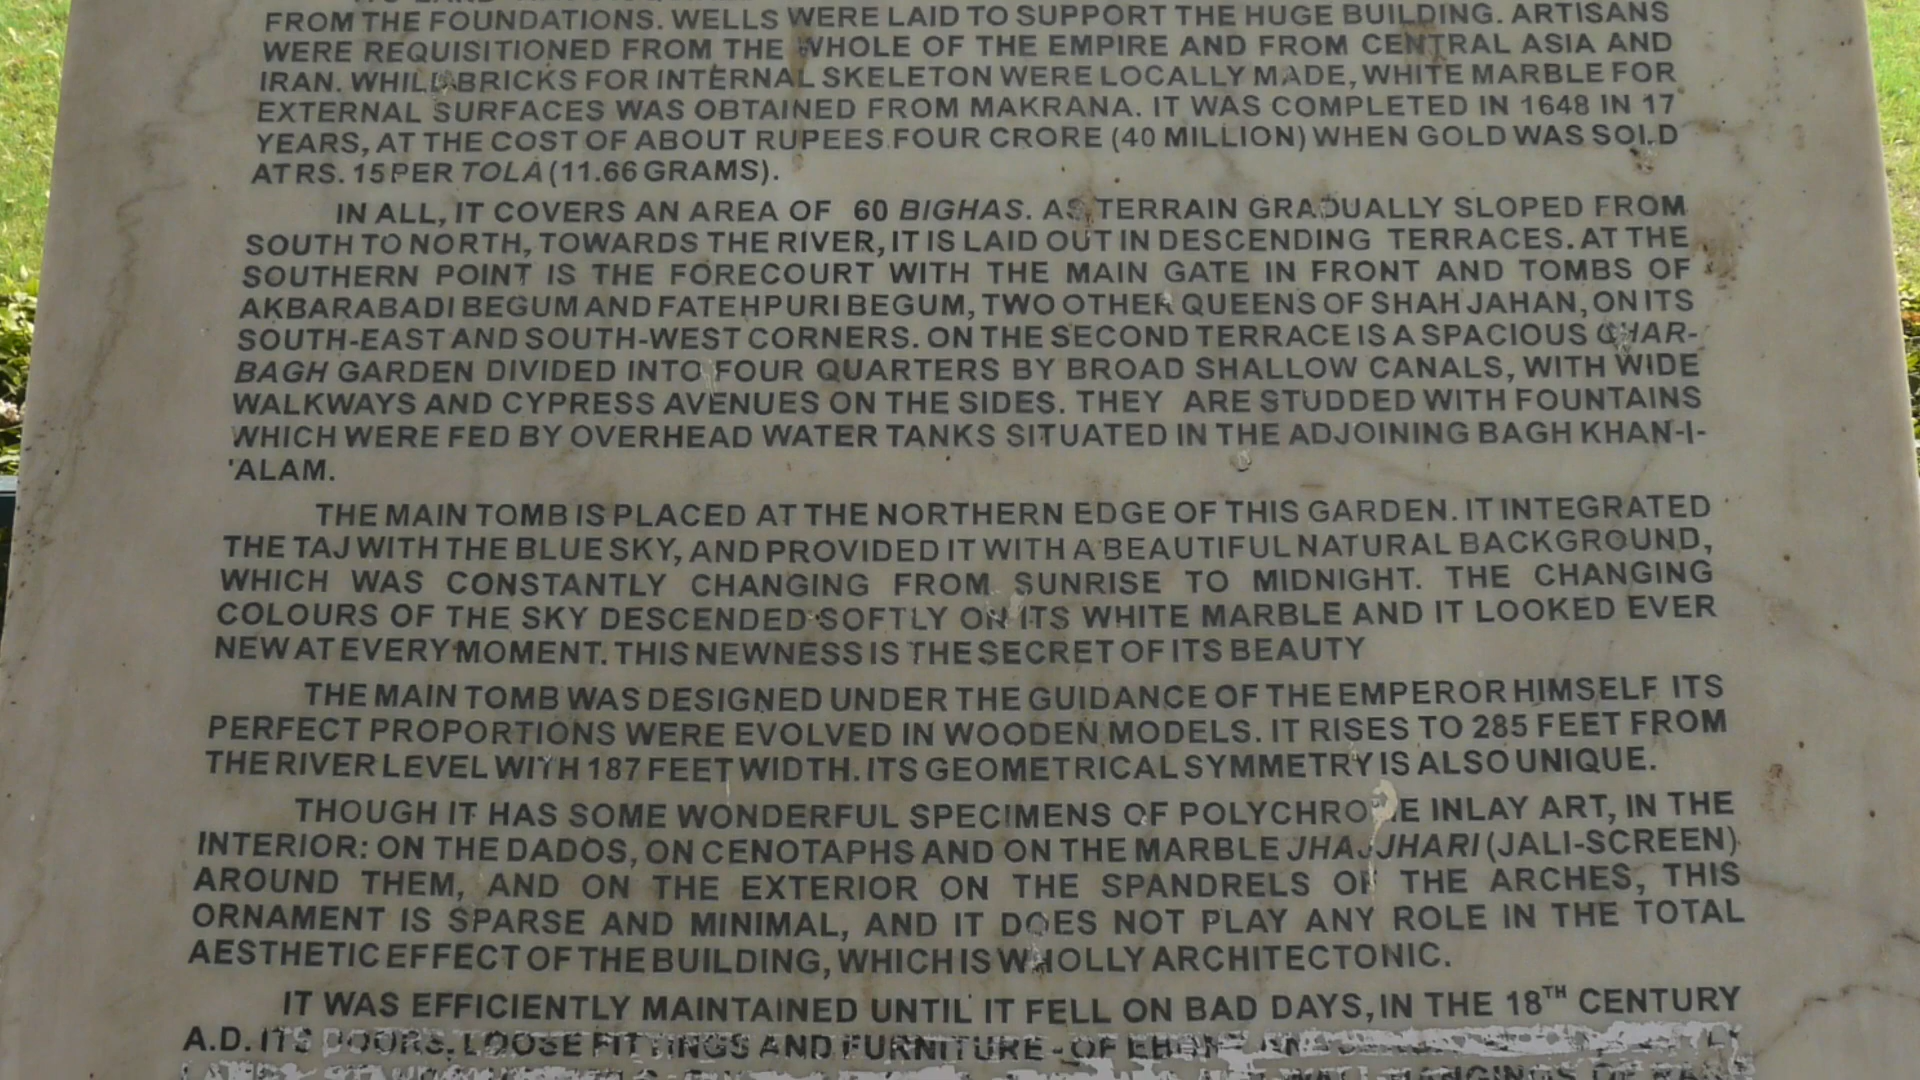 FROM THE FOUNDATIONS. WELLS WERE LAID TO SUPPORT THE HUGE BUILDING. ARTISANS
WERE REQUISITIONED FROM THE WHOLE OF THE EMPIRE AND FROM CENTRAL ASIA AND
IRAN. WHILE BRICKS FOR INTERNAL SKELETON WERE LOCALLY MADE, WHITE MARBLE FOR
EXTERNAL SURFACES WAS OBTAINED FROM MAKRANA. IT WAS COMPLETED IN 1648 IN 17
YEARS, AT THE COST OF ABOUT RUPEES FOUR CRORE (40 MILLION) WHEN GOLD WAS SOLD
AT RS. 15 PER TOLA (11.66 GRAMS).
IN ALL, IT COVERS AN AREA OF 60 BIGHAS. AS TERRAIN GRADUALLY SLOPED FROM
SOUTH TO NORTH, TOWARDS THE RIVER, IT IS LAID OUT IN DESCENDING TERRACES. AT THE
SOUTHERN POINT IS THE FORECOURT WITH THE MAIN GATE IN FRONT AND TOMBS OF
AKBARABADI BEGUM AND FATEHPURI BEGUM, TWO OTHER QUEENS OF SHAH JAHAN, ON ITS
SOUTH-EAST AND SOUTH-WEST CORNERS. ON THE SECOND TERRACE IS A SPACIOUS CHAR-
BAGH GARDEN DIVIDED INTO FOUR QUARTERS BY BROAD SHALLOW CANALS, WITH WIDE
WALKWAYS AND CYPRESS AVENUES ON THE SIDES. THEY ARE STUDDED WITH FOUNTAINS
WHICH WERE FED BY OVERHEAD WATER TANKS SITUATED IN THE ADJOINING BAGH KHAN-I-
'ALAM.
THE MAIN TOMB IS PLACED AT THE NORTHERN EDGE OF THIS GARDEN. IT INTEGRATED
THE TAJ WITH THE BLUE SKY, AND PROVIDED IT WITH A BEAUTIFUL NATURAL BACKGROUND,
WHICH WAS CONSTANTLY CHANGING FROM SUNRISE TO MIDNIGHT. THE CHANGING
COLOURS OF THE SKY DESCENDED SOFTLY ON ITS WHITE MARBLE AND IT LOOKED EVER
NEW AT EVERY MOMENT. THIS NEWNESS IS THE SECRET OF ITS BEAUTY
THE MAIN TOMB WAS DESIGNED UNDER THE GUIDANCE OF THE EMPEROR HIMSELF ITS
PERFECT PROPORTIONS WERE EVOLVED IN WOODEN MODELS. IT RISES TO 285 FEET FROM
THE RIVER LEVEL WITH 187 FEET WIDTH. ITS GEOMETRICAL SYMMETRY IS ALSO UNIQUE.
THOUGH IT HAS SOME WONDERFUL SPECIMENS OF POLYCHROME INLAY ART, IN THE
INTERIOR: ON THE DADOS, ON CENOTAPHS AND ON THE MARBLE JHAJJHARI (JALI-SCREEN)
AROUND THEM, AND ON THE EXTERIOR ON THE SPANDRELS OF THE ARCHES, THIS
ORNAMENT IS SPARSE AND MINIMAL, AND IT DOES NOT PLAY ANY ROLE IN THE TOTAL
AESTHETIC EFFECT OF THE BUILDING, WHICH IS WHOLLY ARCHITECTONIC.
IT WAS EFFICIENTLY MAINTAINED UNTIL IT FELL ON BAD DAYS, IN THE 18TH CENTURY
A.D. ITS DOORS, LOOSE FITTINGS AND FURNITURE - OF
HANGINGS OF